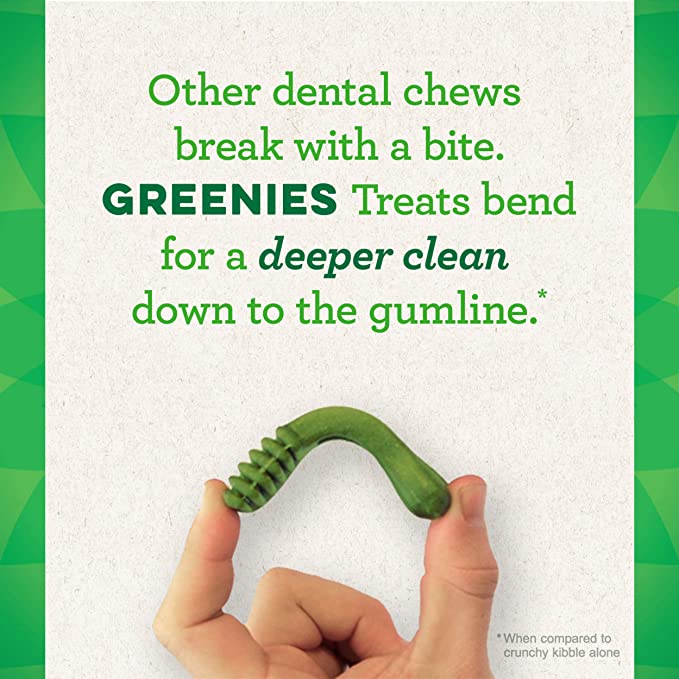 Other dental chews
break with a bite.
GREENIES Treats bend
for a deeper clean
down to the gumline.*
*When compared to
crunchy kibble alone